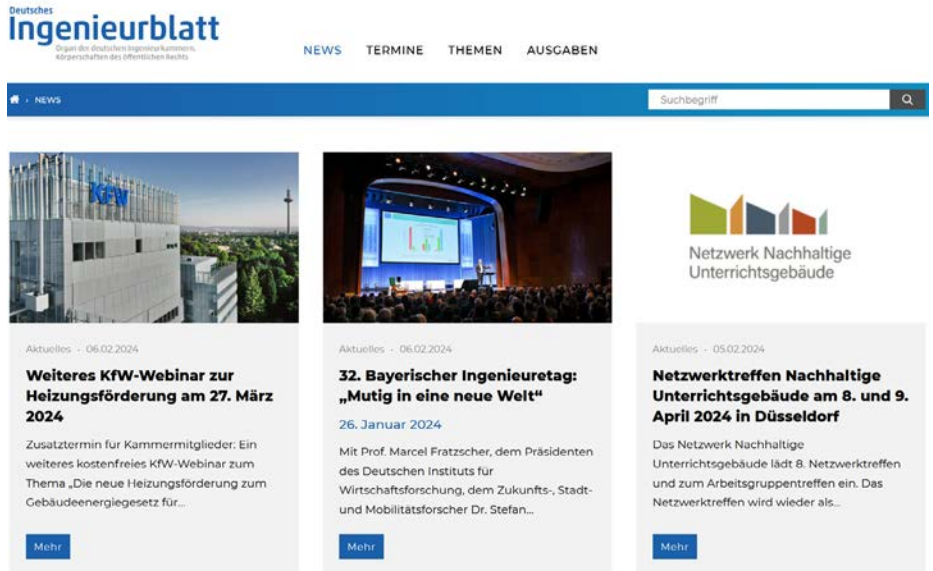 Deutsches
Ingenieurblatt
Organ der deutschen Ingenieurkammern,
Körperschaften des öffentlichen Rechts
NEWS TERMINE THEMEN AUSGABEN
› NEWS
Suchbegriff
KFW
Netzwerk Nachhaltige
Unterrichtsgebäude
Aktuelles - 06.02.2024
Weiteres KfW-Webinar zur
Heizungsförderung am 27. März
2024
Zusatztermin für Kammermitglieder: Ein
weiteres kostenfreies KfW-Webinar zum
Thema „Die neue Heizungsförderung zum
Gebäudeenergiegesetz für...
Mehr
Aktuelles - 06.02.2024
32. Bayerischer Ingenieuretag:
„Mutig in eine neue Welt“
26. Januar 2024
Mit Prof. Marcel Fratzscher, dem Präsidenten
des Deutschen Instituts für
Wirtschaftsforschung, dem Zukunfts-, Stadt-
und Mobilitätsforscher Dr. Stefan...
Mehr
Aktuelles - 05.02.2024
Netzwerktreffen Nachhaltige
Unterrichtsgebäude am 8. und 9.
April 2024 in Düsseldorf
Das Netzwerk Nachhaltige
Unterrichtsgebäude lädt 8. Netzwerktreffen
und zum Arbeitsgruppentreffen ein. Das
Netzwerktreffen wird wieder als...
Mehr